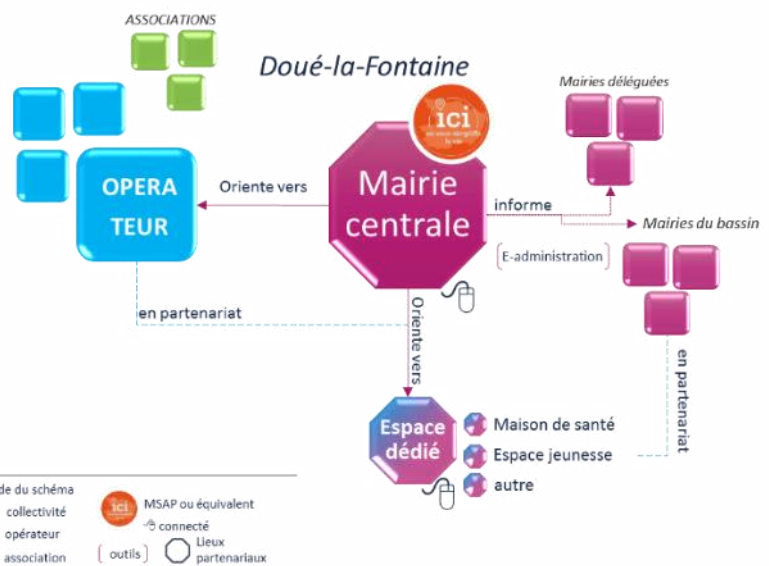 ASSOCIATIONS
Doué-la-Fontaine
Mairies déléguées
ici
OPERA
TEUR
Oriente vers
Mairie
centrale
informe
Mairies du bassin
[E-administration]
en partenariat
Oriente vers
en partenariat
Espace
dédié
Maison de santé
Espace jeunesse
autre
de du schéma
collectivité
opérateur
association
ici
MSAP ou équivalent
connecté
[ outils ]
Lieux
partenariaux